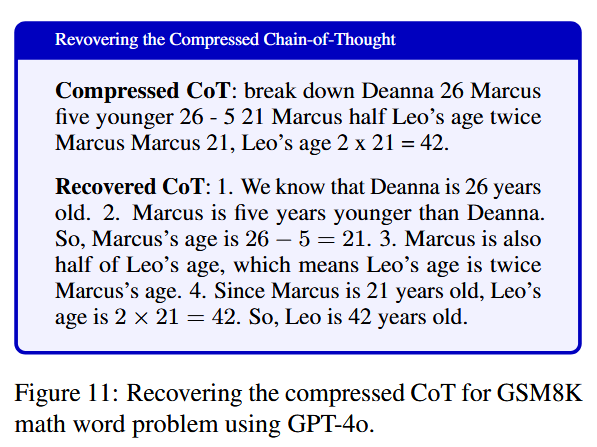 Revovering the Compressed Chain-of-Thought
Compressed CoT: break down Deanna 26 Marcus
five younger 26 - 5 21 Marcus half Leo's age twice
Marcus Marcus 21, Leo's age 2 x 21 = 42.
Recovered CoT: 1. We know that Deanna is 26 years
old. 2. Marcus is five years younger than Deanna.
So, Marcus's age is 26 − 5 = 21. 3. Marcus is also
half of Leo's age, which means Leo's age is twice
Marcus's age. 4. Since Marcus is 21 years old, Leo's
age is 2 × 21 = 42. So, Leo is 42 years old.
Figure 11: Recovering the compressed CoT for GSM8K
math word problem using GPT-4o.